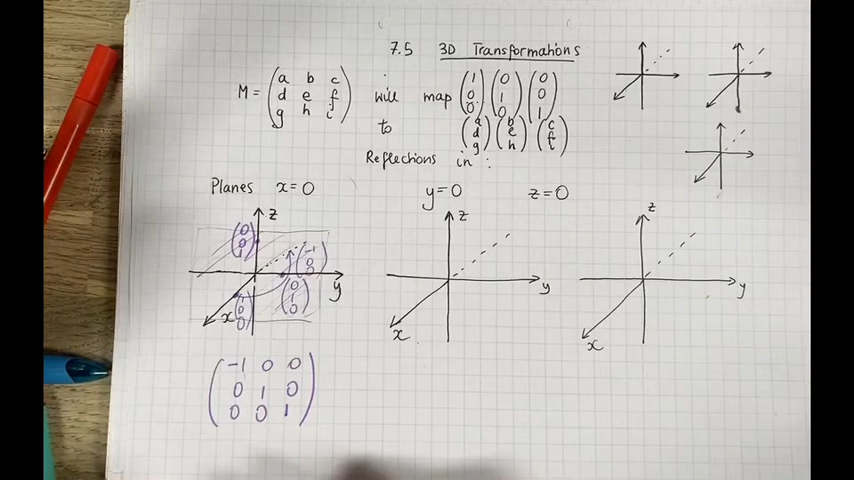 7.5 3D Transformations
M = (a b c
d e f
g h i)
will map (1 0 0) (0 1 0) (0 0 1)
to (a d g) (b e h) (c f i)
Reflections in :
Planes x=0
y=0
z=0
z
(0 0 1)
(-1 0 0)
(0 1 0)
(1 0 0)
y
x
z
y
x
z
y
x
(-1 0 0
0 1 0
0 0 1)